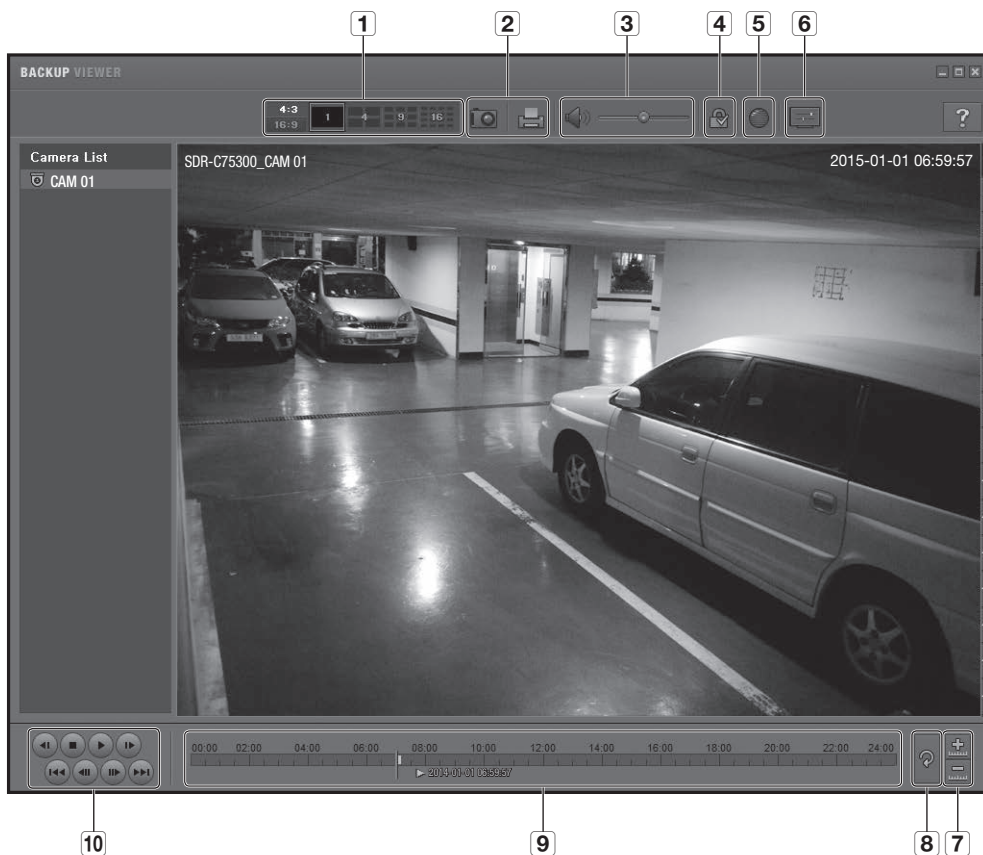 1 2 3 4 5 6
BACKUP VIEWER
4:3
16:9
1 4 9 16
?
Camera List
CAM 01
SDR-C75300_CAM 01
2015-01-01 06:59:57
00:00 02:00 04:00 06:00 08:00 10:00 12:00 14:00 16:00 18:00 20:00 22:00 24:00
2014-01-01 06:59:57
10 9 8 7